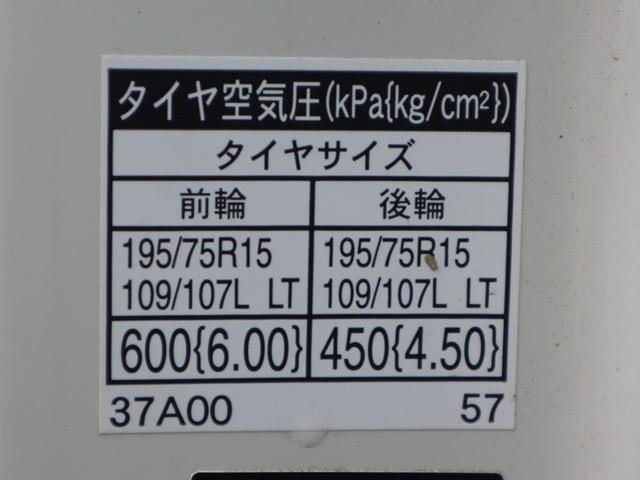 タイヤ空気圧(kPa{kg/cm²})
タイヤサイズ
前輪 後輪
195/75R15 195/75R15
109/107L LT 109/107L LT
600{6.00} 450{4.50}
37A00 57